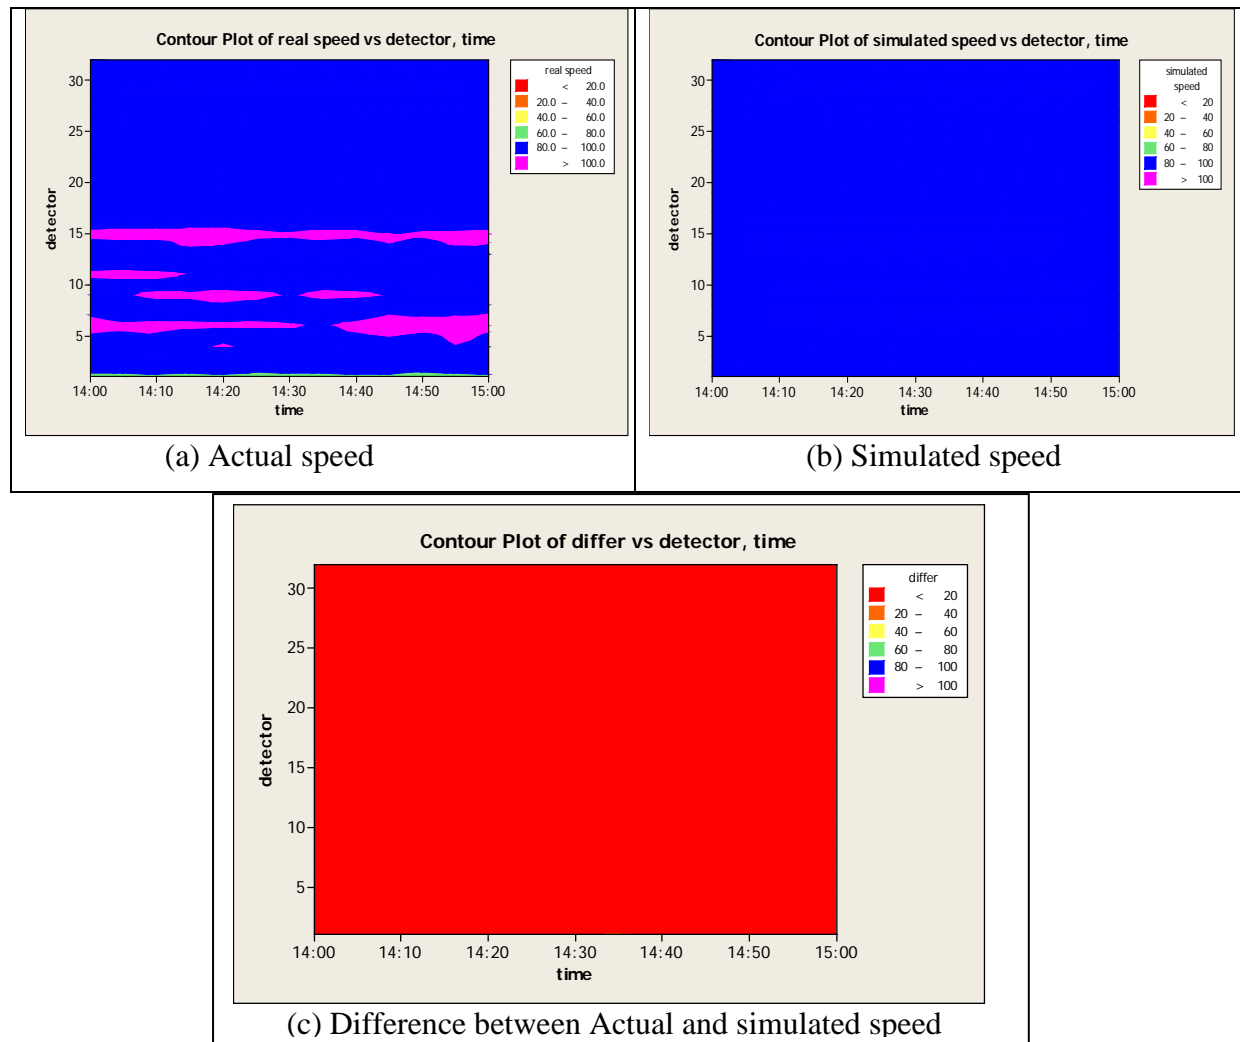 Contour Plot of real speed vs detector, time
real speed
< 20.0
20.0 – 40.0
40.0 – 60.0
60.0 – 80.0
80.0 – 100.0
> 100.0
30
25
20
15
10
5
detector
14:00 14:10 14:20 14:30 14:40 14:50 15:00
time
(a) Actual speed
Contour Plot of simulated speed vs detector, time
simulated
speed
< 20
20 – 40
40 – 60
60 – 80
80 – 100
> 100
30
25
20
15
10
5
detector
14:00 14:10 14:20 14:30 14:40 14:50 15:00
time
(b) Simulated speed
Contour Plot of differ vs detector, time
differ
< 20
20 – 40
40 – 60
60 – 80
80 – 100
> 100
30
25
20
15
10
5
detector
14:00 14:10 14:20 14:30 14:40 14:50 15:00
time
(c) Difference between Actual and simulated speed